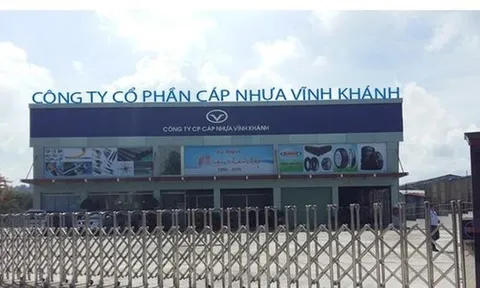 CÔNG TY CỔ PHẦN CÁP NHỰA VĨNH KHÁNH
CÔNG TY CP CÁP NHỰA VĨNH KHÁNH